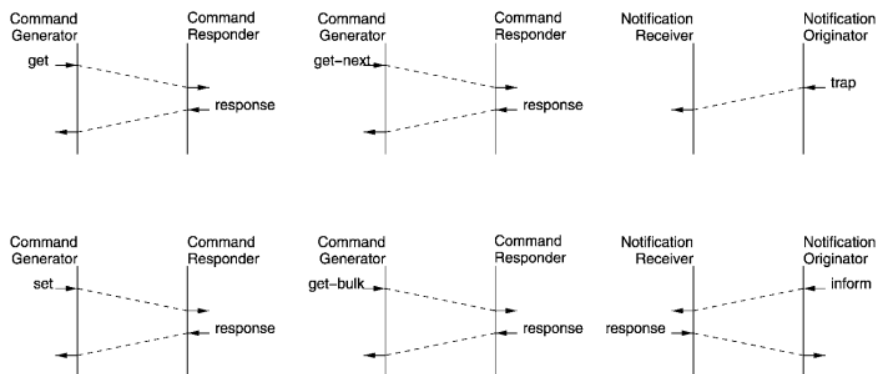 Command Generator
Command Responder
get
response
Command Generator
Command Responder
get-next
response
Notification Receiver
Notification Originator
trap
Command Generator
Command Responder
set
response
Command Generator
Command Responder
get-bulk
response
Notification Receiver
Notification Originator
inform
response